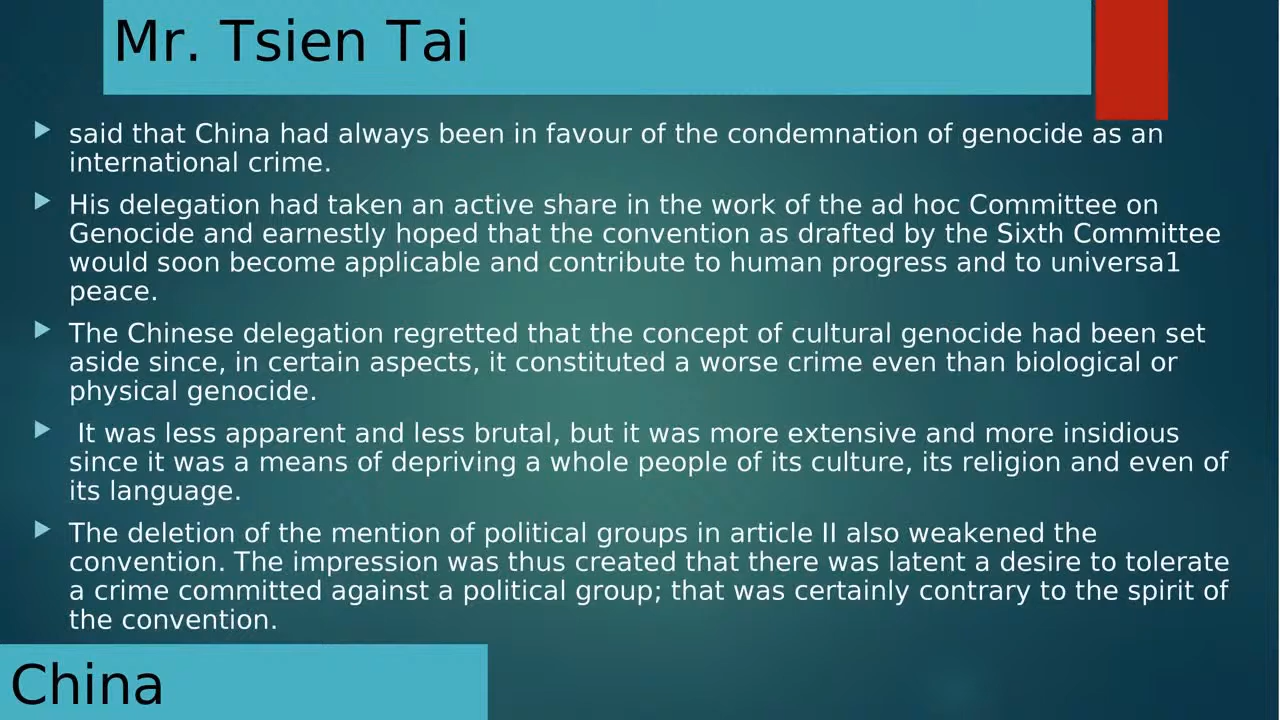 Mr. Tsien Tai
said that China had always been in favour of the condemnation of genocide as an
international crime.
His delegation had taken an active share in the work of the ad hoc Committee on
Genocide and earnestly hoped that the convention as drafted by the Sixth Committee
would soon become applicable and contribute to human progress and to universa1
peace.
The Chinese delegation regretted that the concept of cultural genocide had been set
aside since, in certain aspects, it constituted a worse crime even than biological or
physical genocide.
It was less apparent and less brutal, but it was more extensive and more insidious
since it was a means of depriving a whole people of its culture, its religion and even of
its language.
The deletion of the mention of political groups in article II also weakened the
convention. The impression was thus created that there was latent a desire to tolerate
a crime committed against a political group; that was certainly contrary to the spirit of
the convention.
China